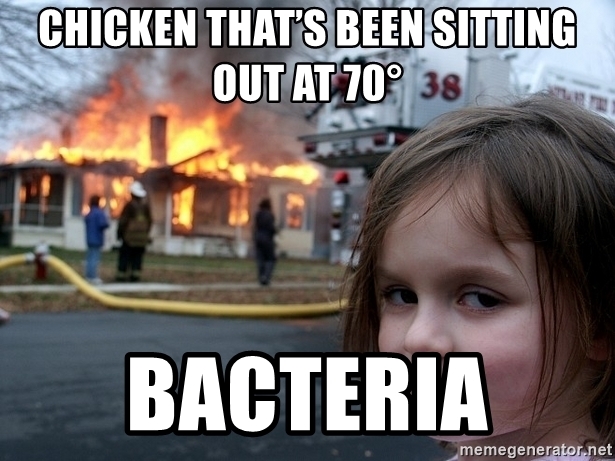 CHICKEN THAT’S BEEN SITTING
OUT AT 70°
38
BACTERIA
memegenerator.net